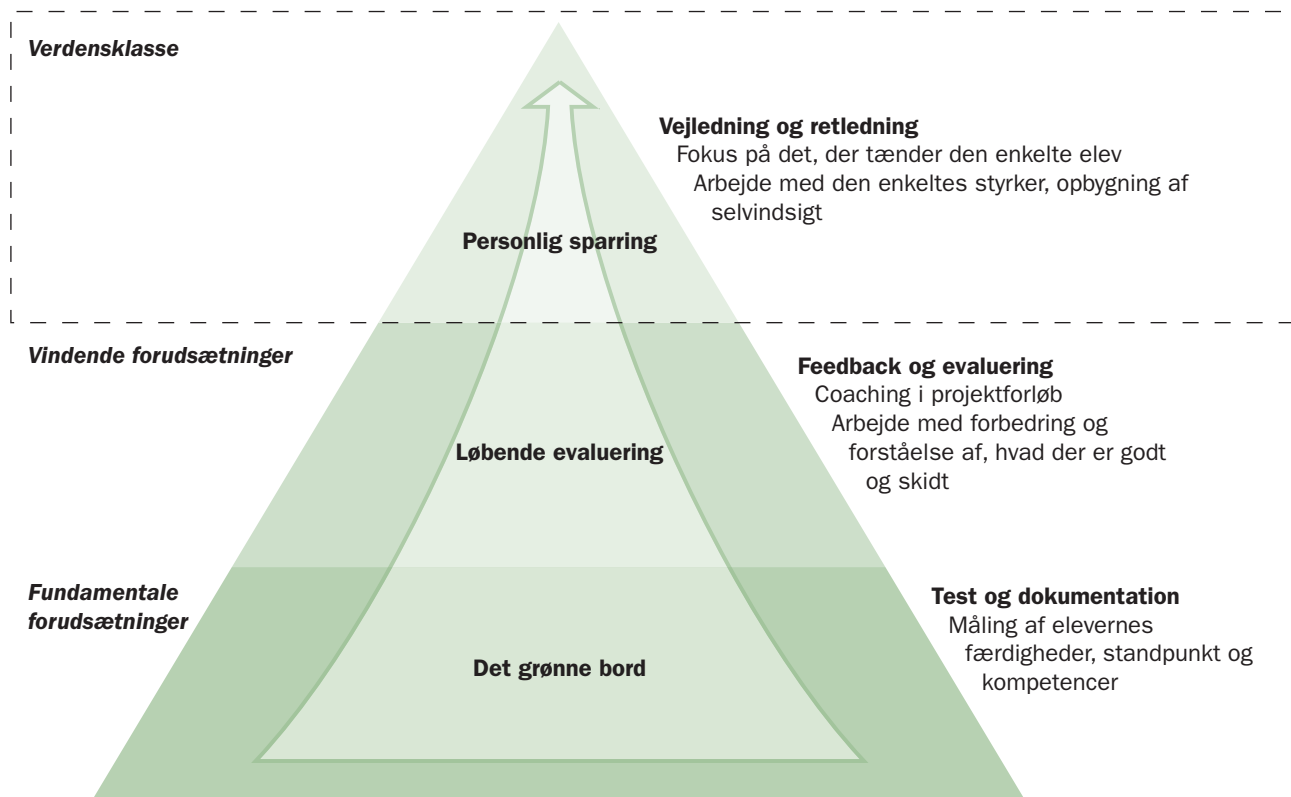 Verdensklasse
Vejledning og retledning
Fokus på det, der tænder den enkelte elev
Arbejde med den enkeltes styrker, opbygning af
selvindsigt
Personlig sparring
Vindende forudsætninger
Feedback og evaluering
Coaching i projektforløb
Arbejde med forbedring og
forståelse af, hvad der er godt
og skidt
Løbende evaluering
Fundamentale
forudsætninger
Test og dokumentation
Måling af elevernes
færdigheder, standpunkt og
kompetencer
Det grønne bord